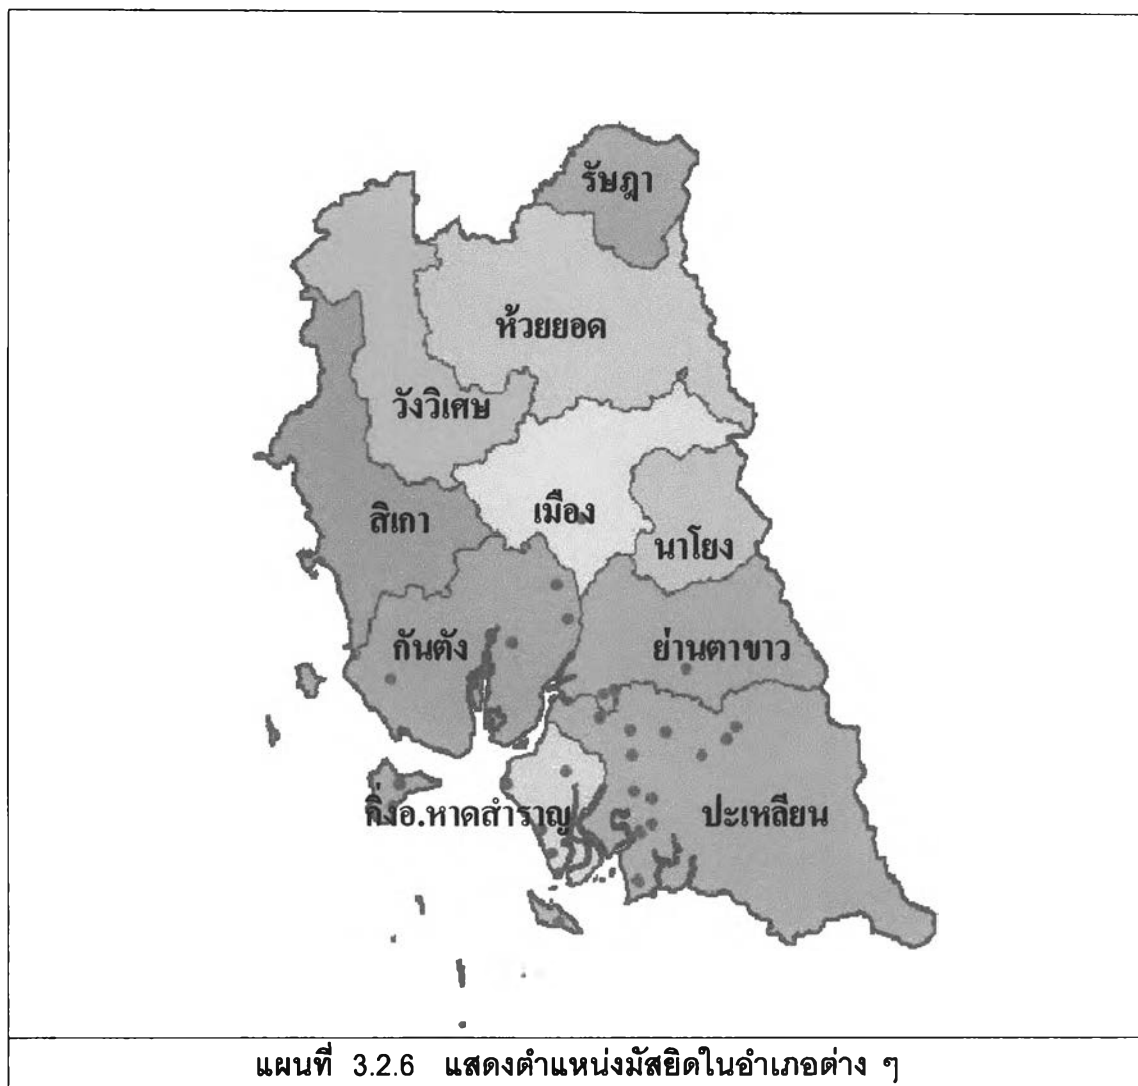 รัษฎา
ห้วยยอด
วังวิเศษ
เมือง
สิเกา
นาโยง
กันตัง
ย่านตาขาว
กิ่งอ.หาดสำราญ
ปะเหลียน
แผนที่ 3.2.6 แสดงตำแหน่งมัสยิดในอำเภอต่าง ๆ